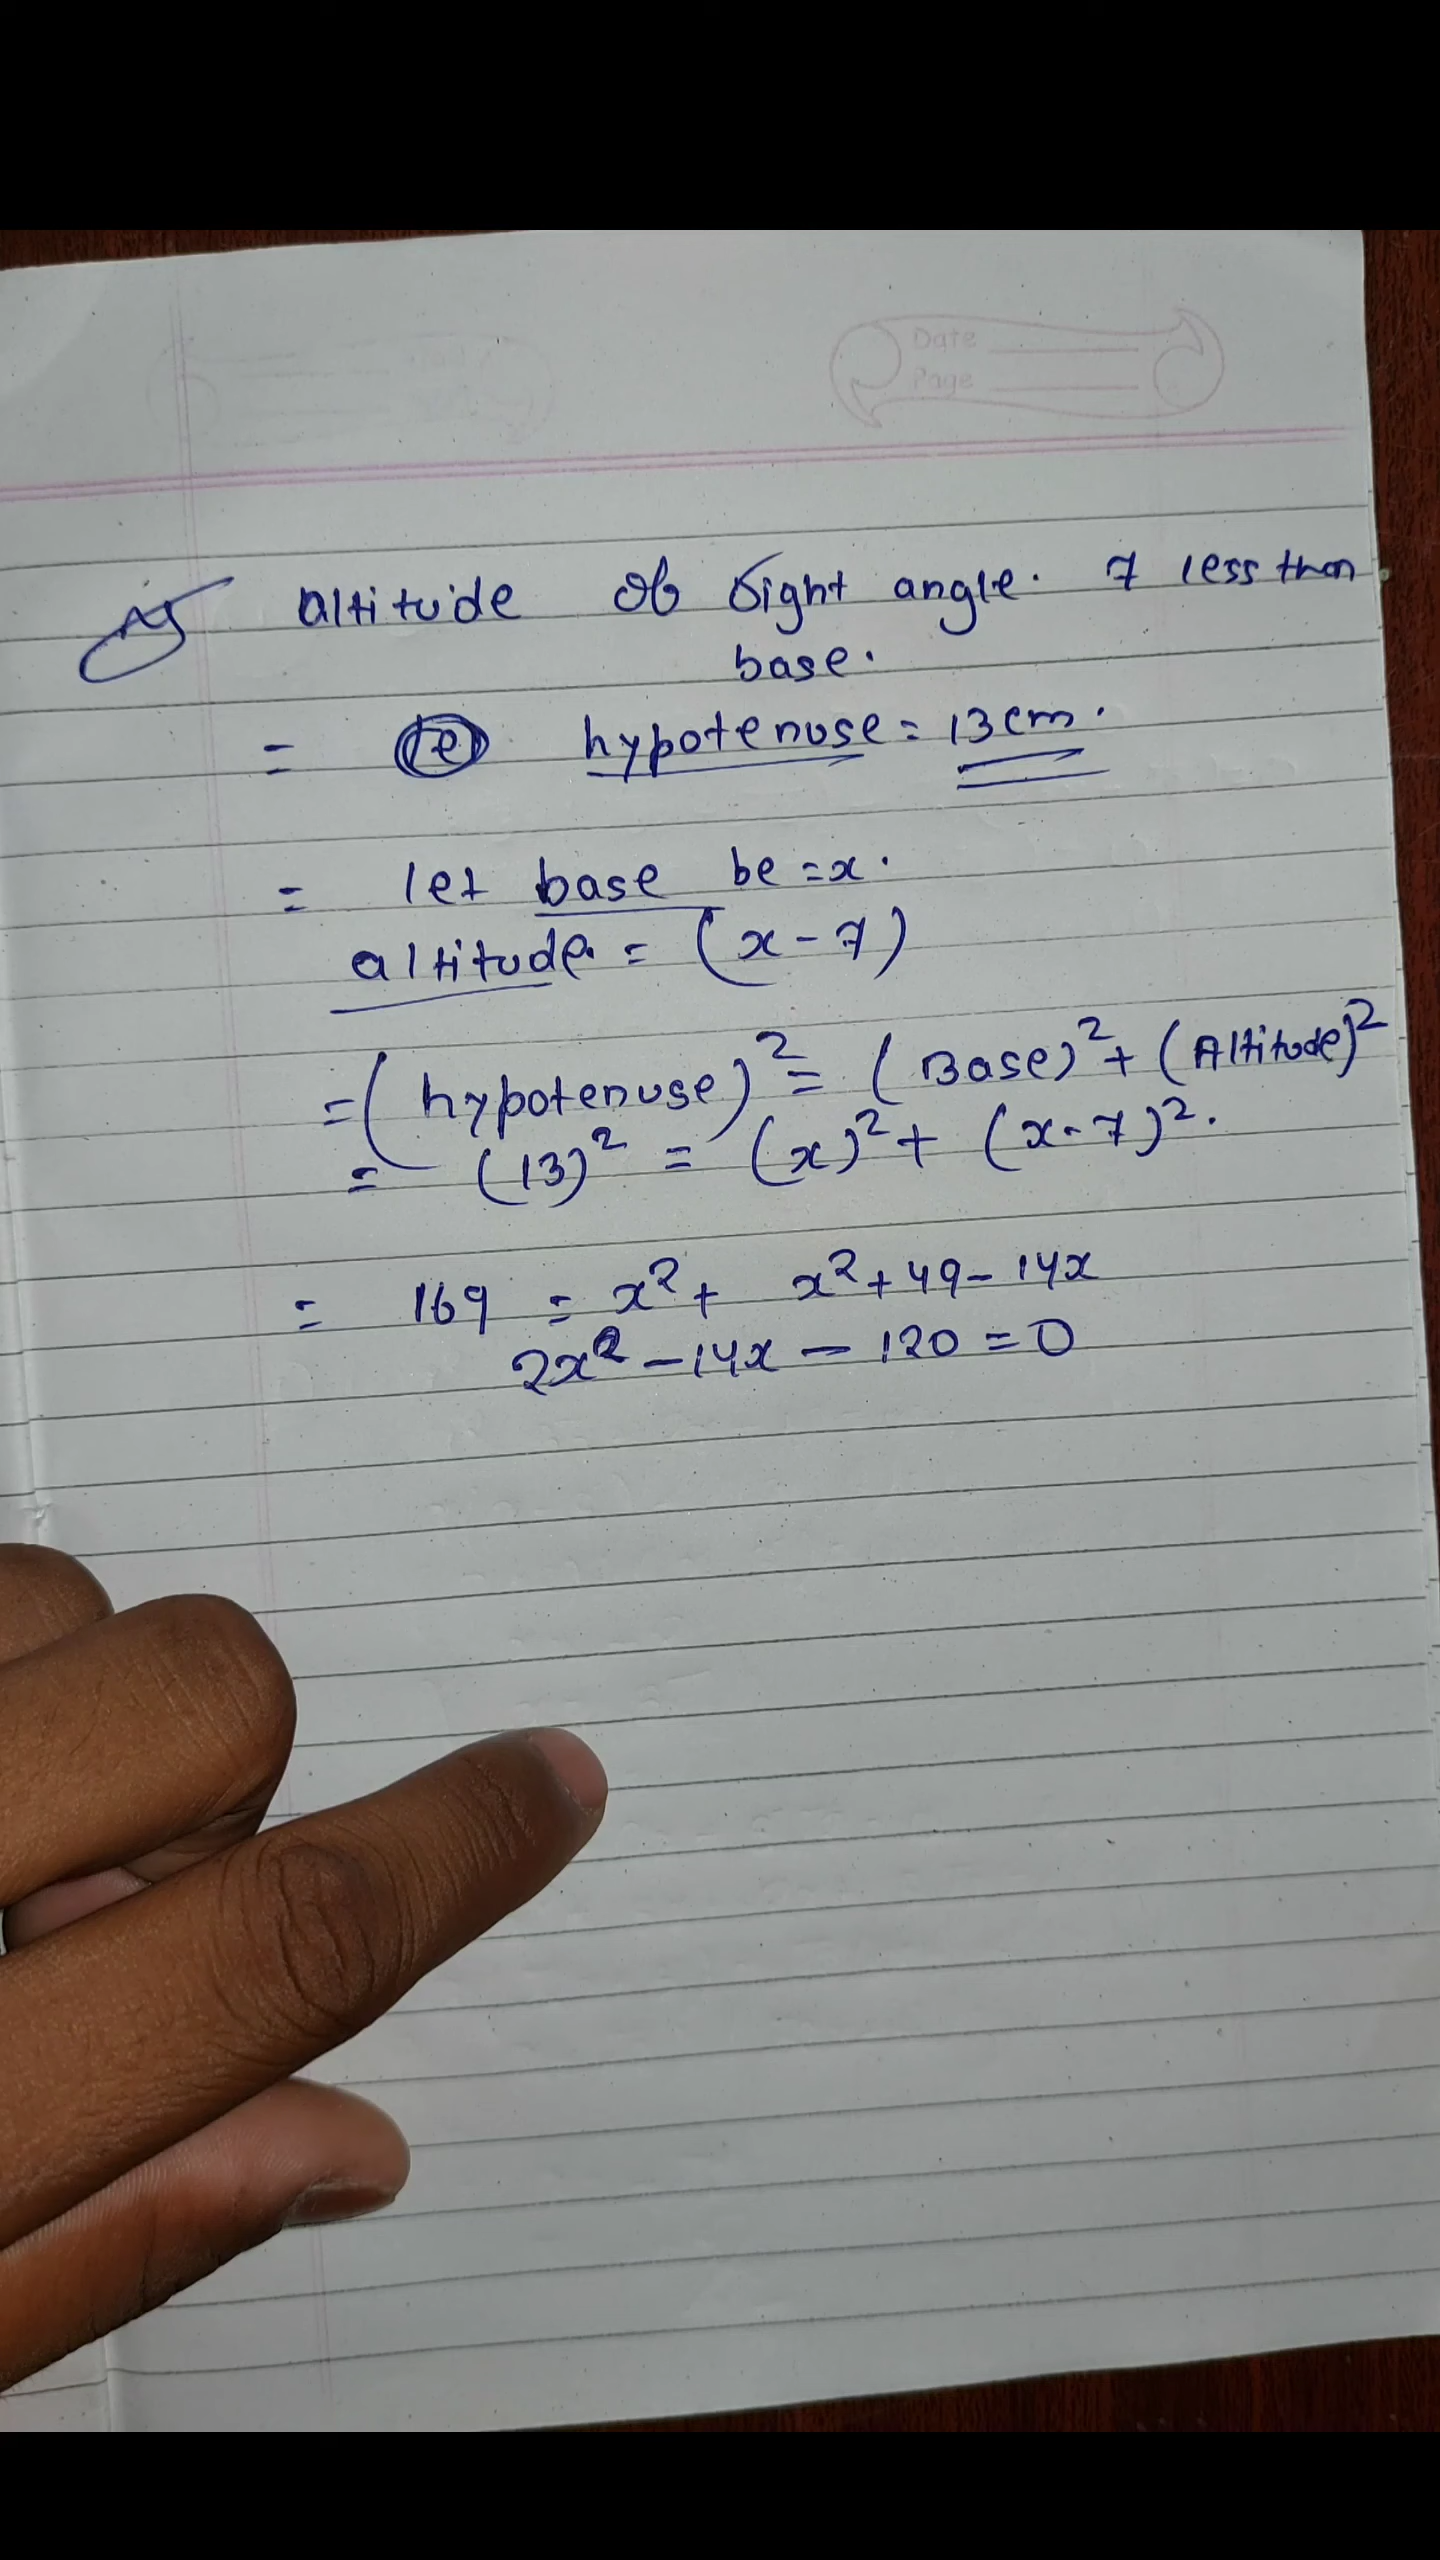 Date
Page
altitude of right angle. 7 less than
base.
= hypotenuse = 13cm.
= let base be = x.
altitude = (x - 7)
= (hypotenuse)² = (Base)² + (Altitude)²
= (13)² = (x)² + (x - 7)².
= 169 = x² + x² + 49 - 14x
2x² - 14x - 120 = 0